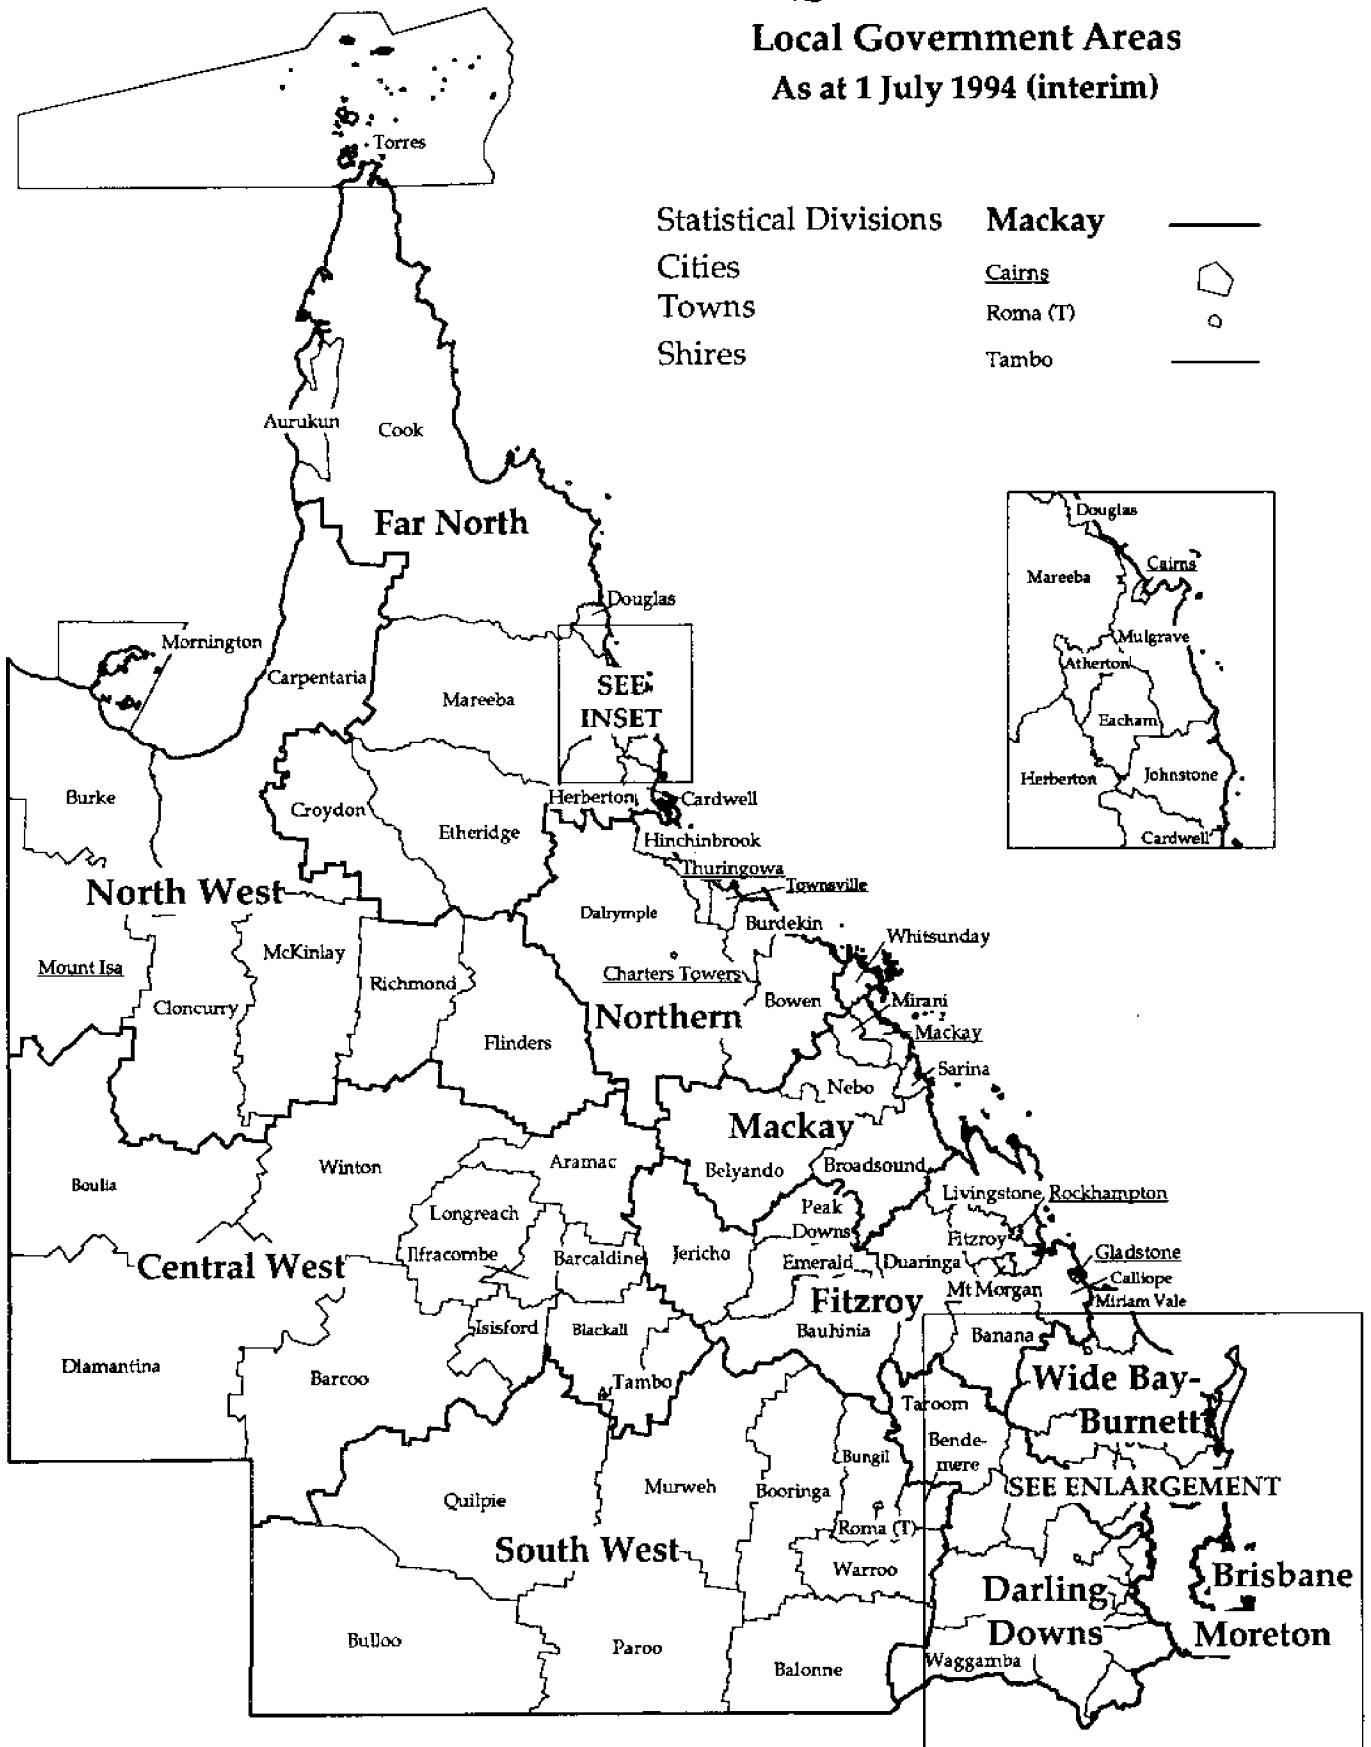 Local Government Areas
As at 1 July 1994 (interim)
Torres
Statistical Divisions Mackay
Cities Cairns
Towns Roma (T)
Shires Tambo
Aurukun
Cook
Far North
Douglas
Mornington
Carpentaria
Mareeba
SEE
INSET
Burke
Croydon
Etheridge
Herberton
Cardwell
Hinchinbrook
Thuringowa
Townsville
North West
Dalrymple
Burdekin
Whitsunday
McKinlay
Mount Isa
Richmond
Charters Towers
Cloncurry
Bowen
Mirani
Northern
Mackay
Flinders
Sarina
Nebo
Mackay
Winton
Aramac
Belyando
Broadsound
Boulia
Livingstone
Rockhampton
Longreach
Peak
Downs
Fitzroy
Ilfracombe
Barcaldine
Jericho
Emerald
Duaringa
Gladstone
Central West
Calliope
Mt Morgan
Fitzroy
Miriam Vale
Isisford
Blackall
Bauhinia
Banana
Diamantina
Barcoo
Tambo
Wide Bay-
Burnett
Taroom
Bende-
mere
Bungil
SEE ENLARGEMENT
Quilpie
Murweh
Booringa
Roma (T)
South West
Warroo
Darling
Downs
Brisbane
Moreton
Bulloo
Paroo
Balonne
Waggamba
Douglas
Cairns
Mareeba
Mulgrave
Atherton
Eacham
Herberton
Johnstone
Cardwell